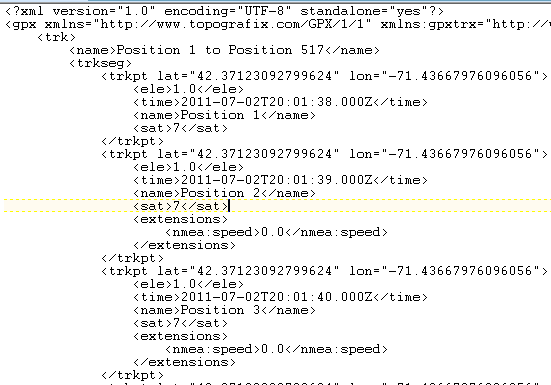 <?xml version="1.0" encoding="UTF-8" standalone="yes"?>
<gpx xmlns="http://www.topografix.com/GPX/1/1" xmlns:gpxtrx="http://
<trk>
<name>Position 1 to Position 517</name>
<trkseg>
<trkpt lat="42.37123092799624" lon="-71.43667976096056">
<ele>1.0</ele>
<time>2011-07-02T20:01:38.000Z</time>
<name>Position 1</name>
<sat>7</sat>
</trkpt>
<trkpt lat="42.37123092799624" lon="-71.43667976096056">
<ele>1.0</ele>
<time>2011-07-02T20:01:39.000Z</time>
<name>Position 2</name>
<sat>7</sat>
<extensions>
<nmea:speed>0.0</nmea:speed>
</extensions>
</trkpt>
<trkpt lat="42.37123092799624" lon="-71.43667976096056">
<ele>1.0</ele>
<time>2011-07-02T20:01:40.000Z</time>
<name>Position 3</name>
<sat>7</sat>
<extensions>
<nmea:speed>0.0</nmea:speed>
</extensions>
</trkpt>